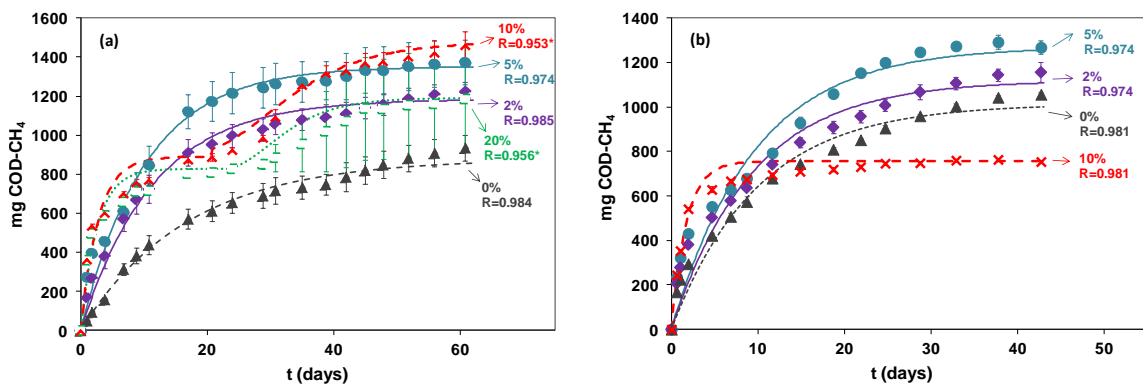 (a)
mg COD-CH4
1600
1400
1200
1000
800
600
400
200
0
0
20
40
60
t (days)
10%
R=0.953*
5%
R=0.974
2%
R=0.985
20%
R=0.956*
0%
R=0.984
(b)
mg COD-CH4
1400
1200
1000
800
600
400
200
0
0
10
20
30
40
50
t (days)
5%
R=0.974
2%
R=0.974
0%
R=0.981
10%
R=0.981